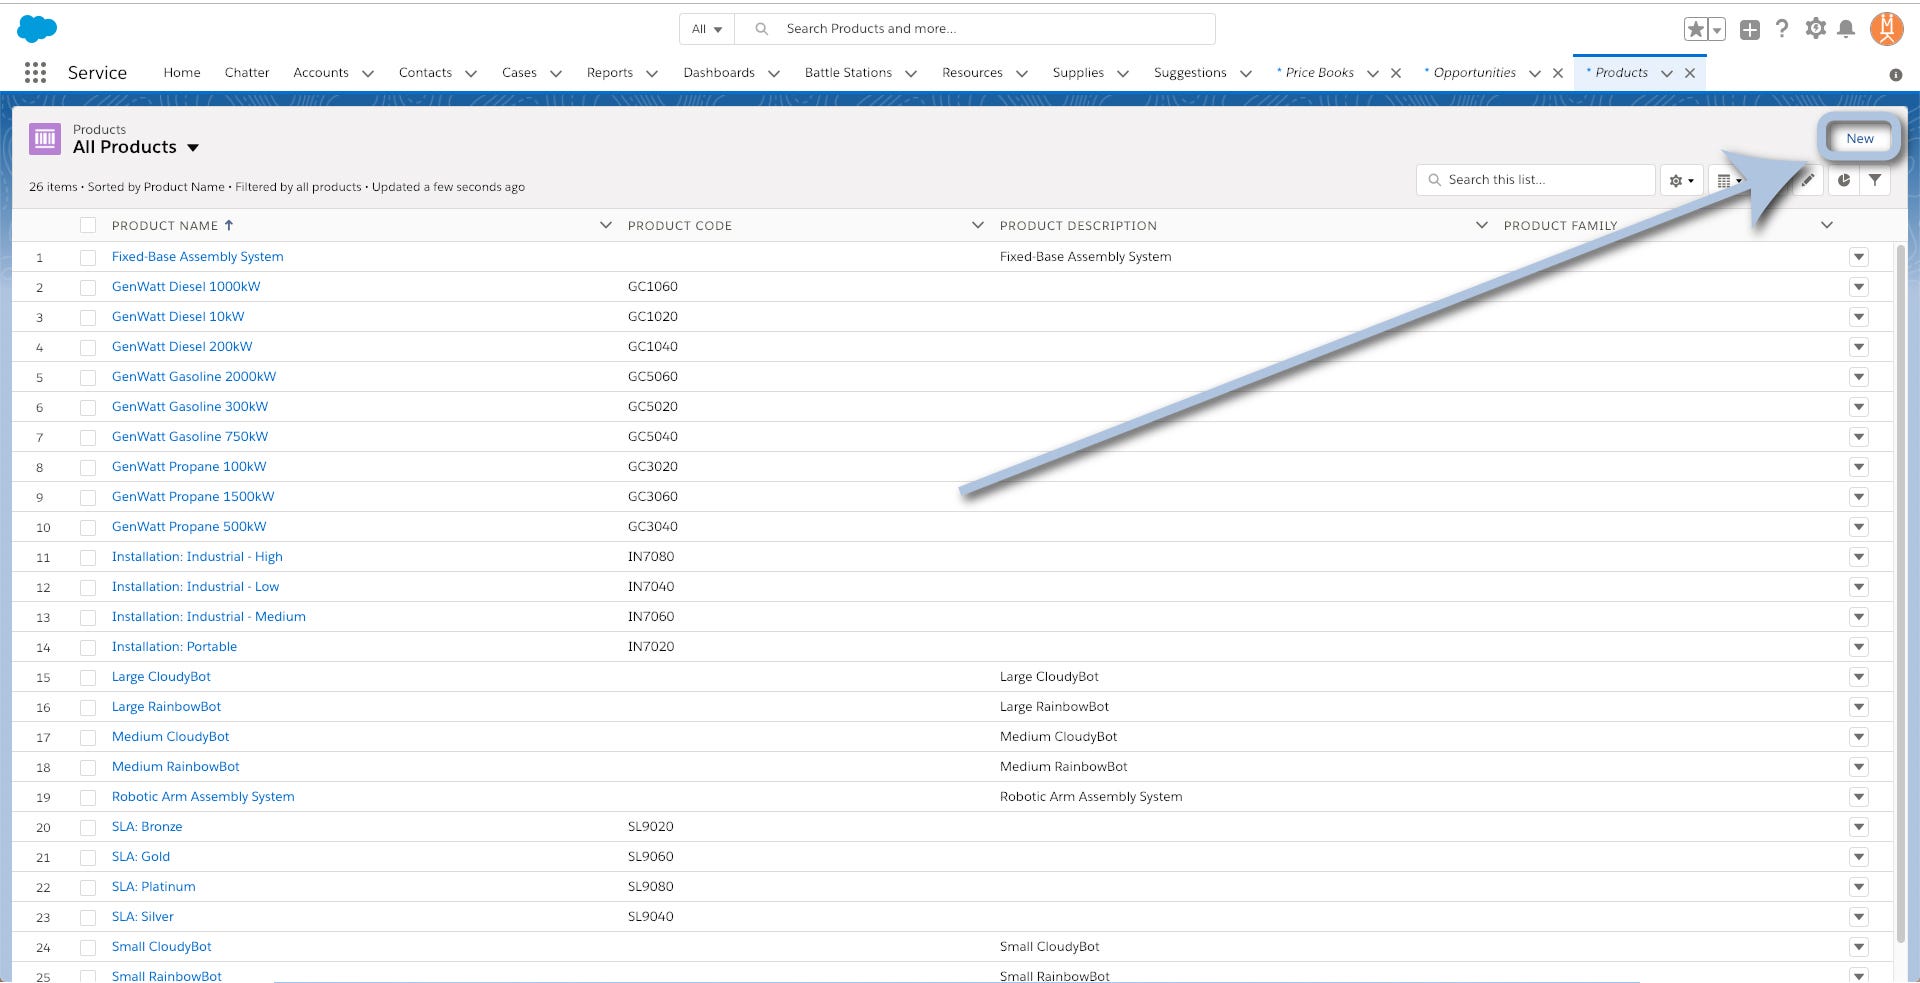 All Search Products and more...
Service Home Chatter Accounts Contacts Cases Reports Dashboards Battle Stations Resources Supplies Suggestions * Price Books * Opportunities * Products
Products
All Products
New
26 items • Sorted by Product Name • Filtered by all products • Updated a few seconds ago
Search this list...
PRODUCT NAME PRODUCT CODE PRODUCT DESCRIPTION PRODUCT FAMILY
1 Fixed-Base Assembly System Fixed-Base Assembly System
2 GenWatt Diesel 1000kW GC1060
3 GenWatt Diesel 10kW GC1020
4 GenWatt Diesel 200kW GC1040
5 GenWatt Gasoline 2000kW GC5060
6 GenWatt Gasoline 300kW GC5020
7 GenWatt Gasoline 750kW GC5040
8 GenWatt Propane 100kW GC3020
9 GenWatt Propane 1500kW GC3060
10 GenWatt Propane 500kW GC3040
11 Installation: Industrial - High IN7080
12 Installation: Industrial - Low IN7040
13 Installation: Industrial - Medium IN7060
14 Installation: Portable IN7020
15 Large CloudyBot Large CloudyBot
16 Large RainbowBot Large RainbowBot
17 Medium CloudyBot Medium CloudyBot
18 Medium RainbowBot Medium RainbowBot
19 Robotic Arm Assembly System Robotic Arm Assembly System
20 SLA: Bronze SL9020
21 SLA: Gold SL9060
22 SLA: Platinum SL9080
23 SLA: Silver SL9040
24 Small CloudyBot Small CloudyBot
25 Small RainbowBot Small RainbowBot